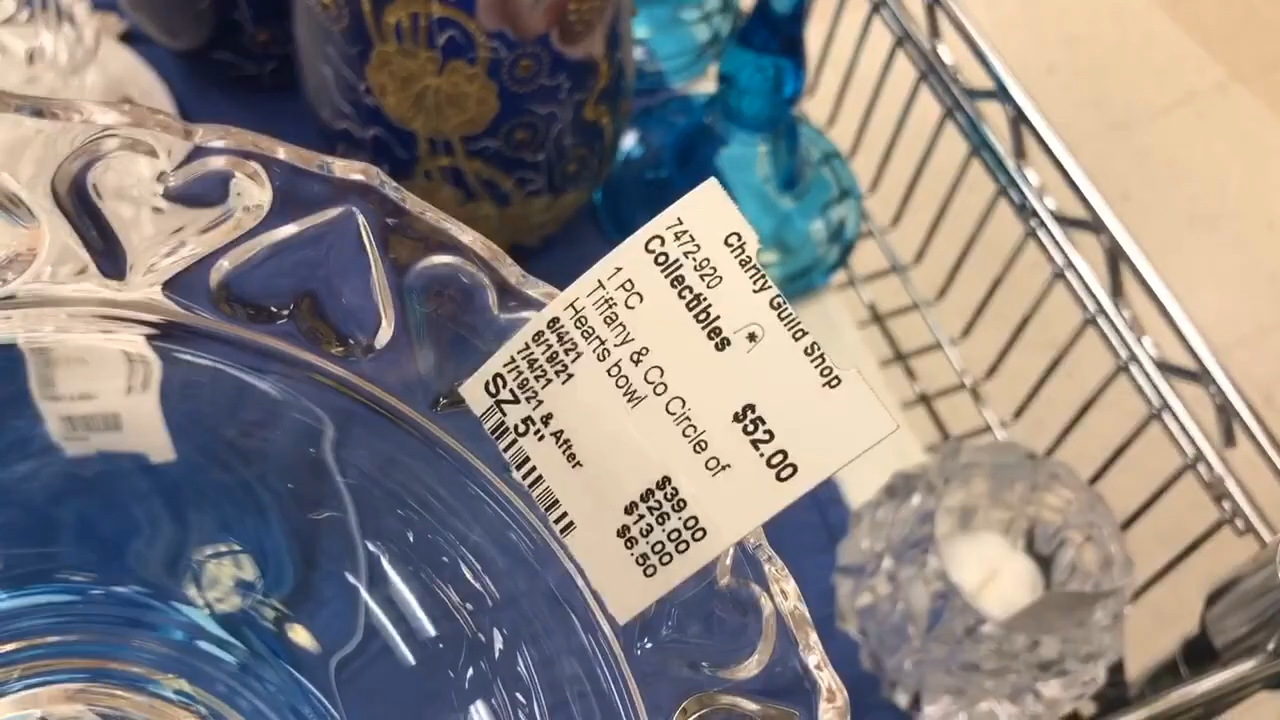 Charity Guild Shop
7472-920
Collectibles
*
$52.00
1 PC
Tiffany & Co Circle of
Hearts bowl
6/4/21 $39.00
6/19/21 $26.00
7/4/21 $13.00
7/19/21 & After $6.50
SZ 5"